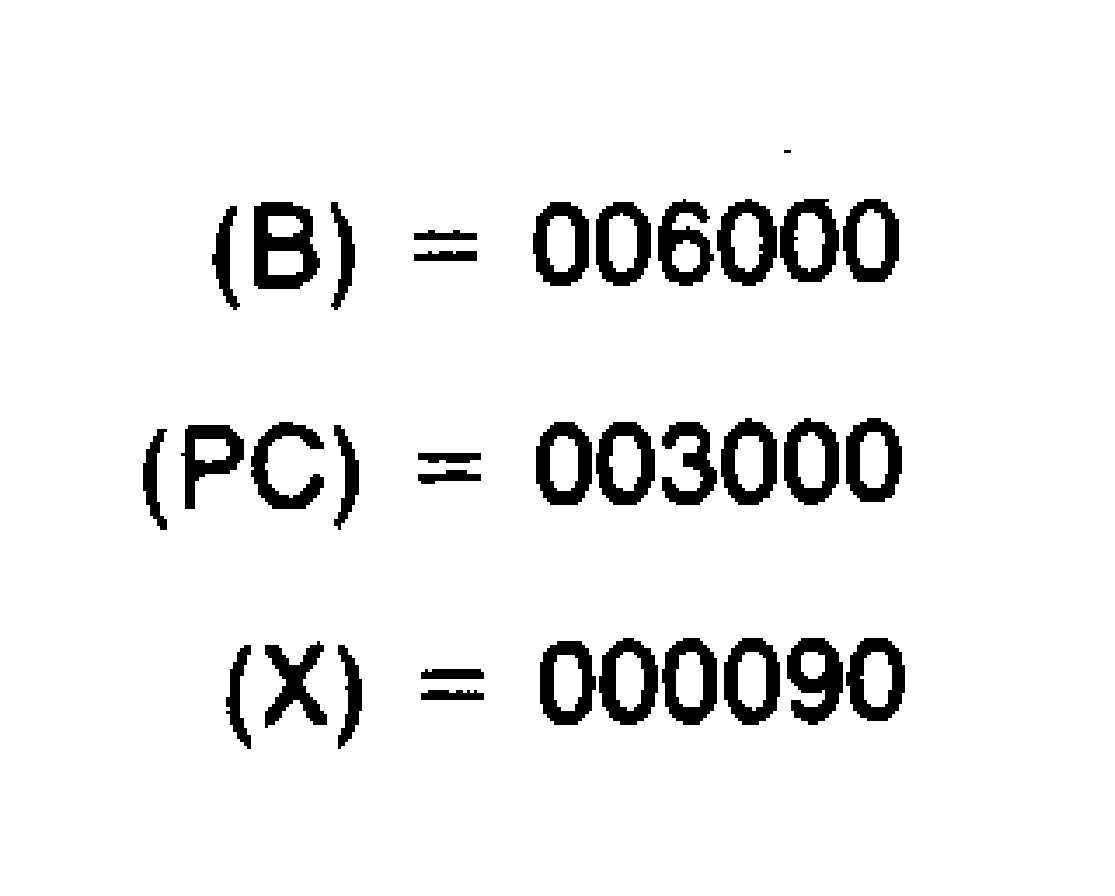 (B) = 006000
(PC) = 003000
(X) = 000090